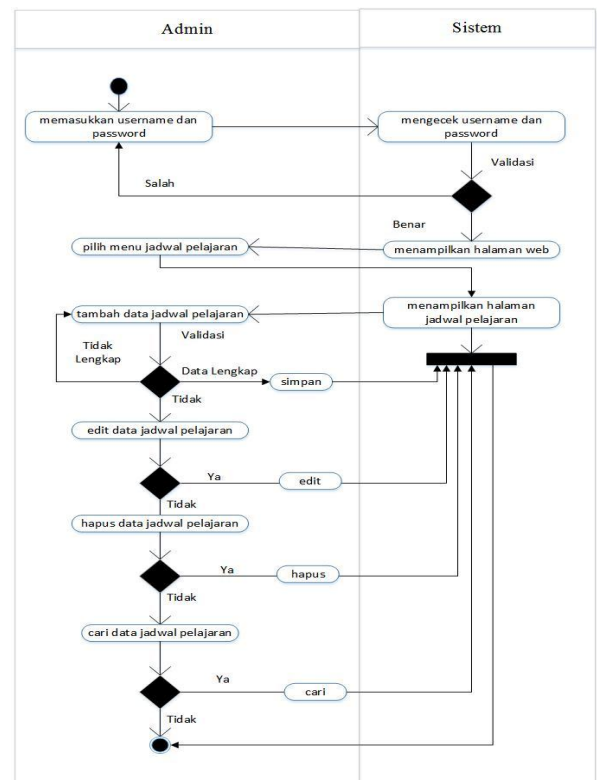 Admin
Sistem
memasukkan username dan
password
mengecek username dan
password
Validasi
Salah
Benar
pilih menu jadwal pelajaran
menampilkan halaman web
menampilkan halaman
jadwal pelajaran
tambah data jadwal pelajaran
Validasi
Tidak
Lengkap
Data Lengkap
simpan
Tidak
edit data jadwal pelajaran
Ya
edit
Tidak
hapus data jadwal pelajaran
Ya
hapus
Tidak
cari data jadwal pelajaran
Ya
cari
Tidak